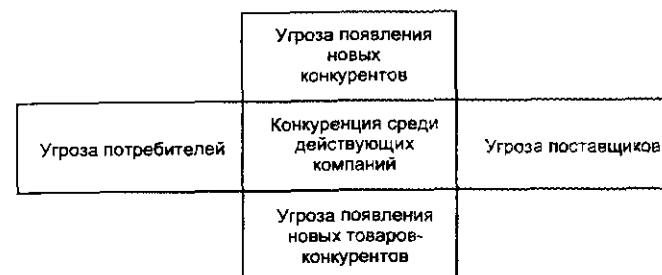 Угроза появления
новых
конкурентов
Угроза потребителей
Конкуренция среди
действующих
компаний
Угроза поставщиков
Угроза появления
новых товаров-
конкурентов